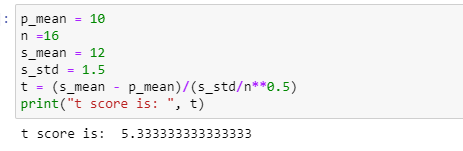 : p_mean = 10
n =16
s_mean = 12
s_std = 1.5
t = (s_mean - p_mean)/(s_std/n**0.5)
print("t score is: ", t)
t score is:  5.333333333333333